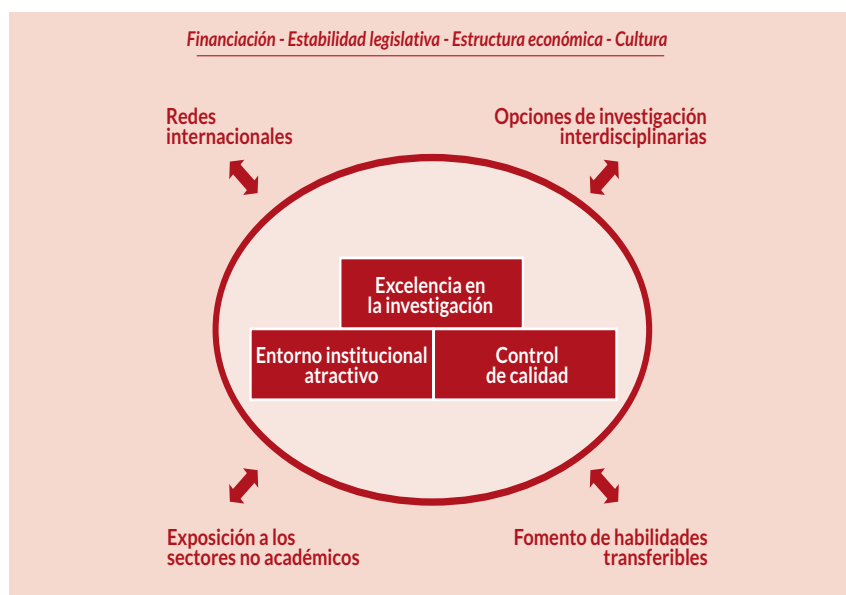 Financiación - Estabilidad legislativa - Estructura económica - Cultura
Redes
internacionales
Opciones de investigación
interdisciplinarias
Excelencia en
la investigación
Entorno institucional
atractivo
Control
de calidad
Exposición a los
sectores no académicos
Fomento de habilidades
transferibles